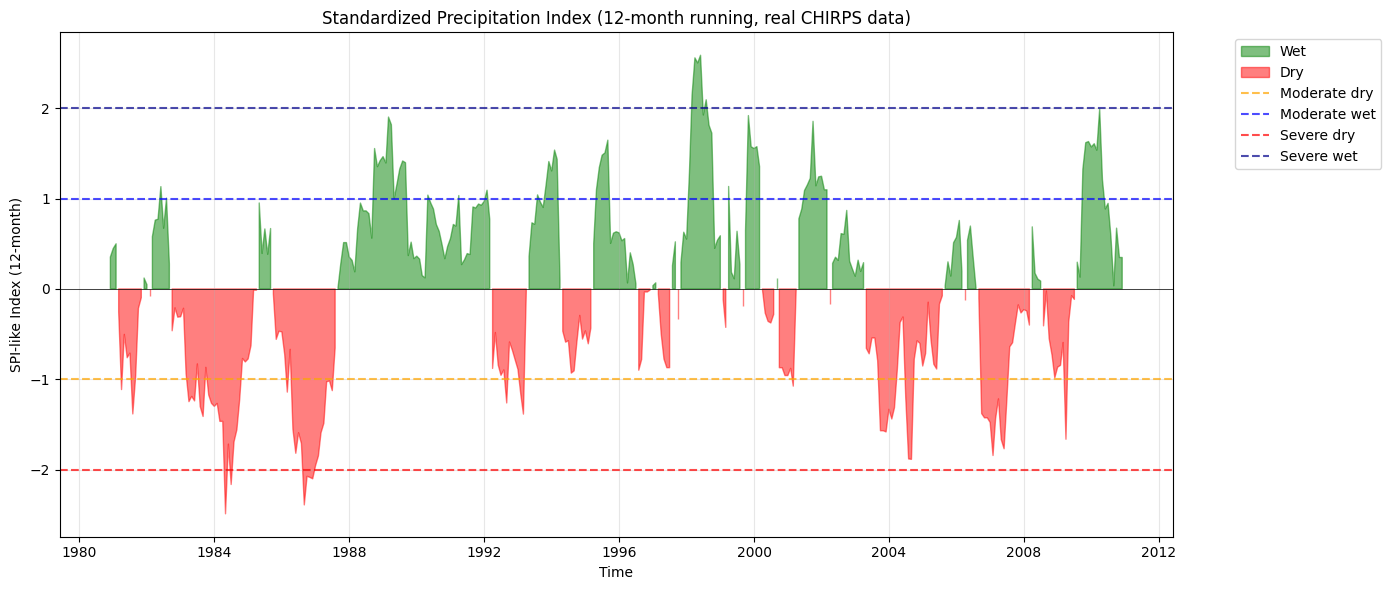 Standardized Precipitation Index (12-month running, real CHIRPS data)
Wet
Dry
Moderate dry
Moderate wet
Severe dry
Severe wet
SPI-like Index (12-month)
2
1
0
−1
−2
1980 1984 1988 1992 1996 2000 2004 2008 2012
Time